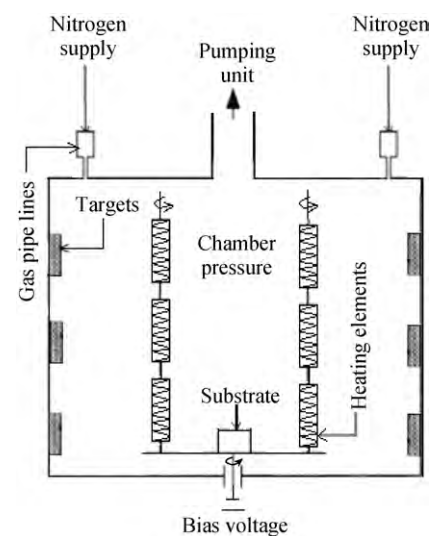 Nitrogen
supply
Nitrogen
supply
Pumping
unit
Gas pipe lines
Targets
Chamber
pressure
Heating elements
Substrate
Bias voltage